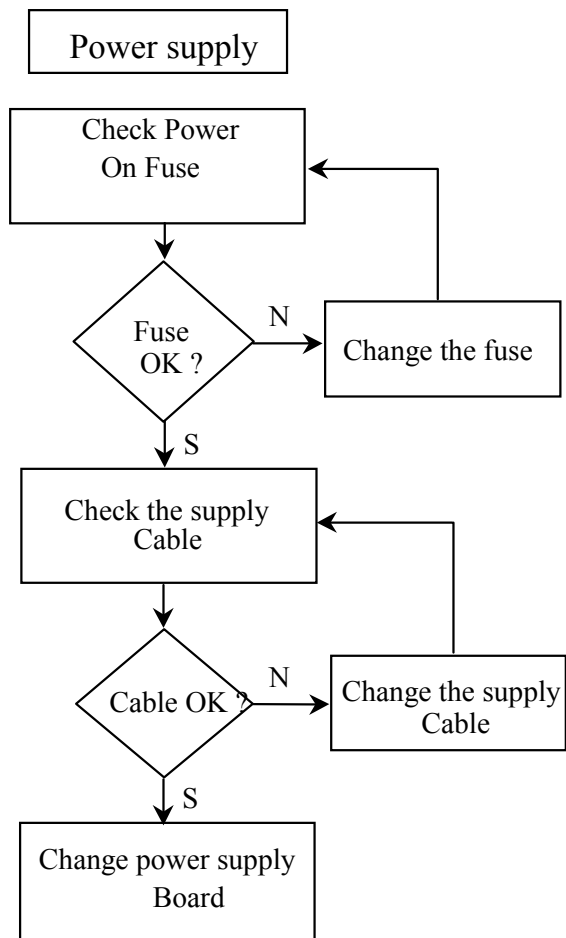 Power supply
Check Power
On Fuse
Fuse
OK ?
N
Change the fuse
S
Check the supply
Cable
Cable OK ?
N
Change the supply
Cable
S
Change power supply
Board